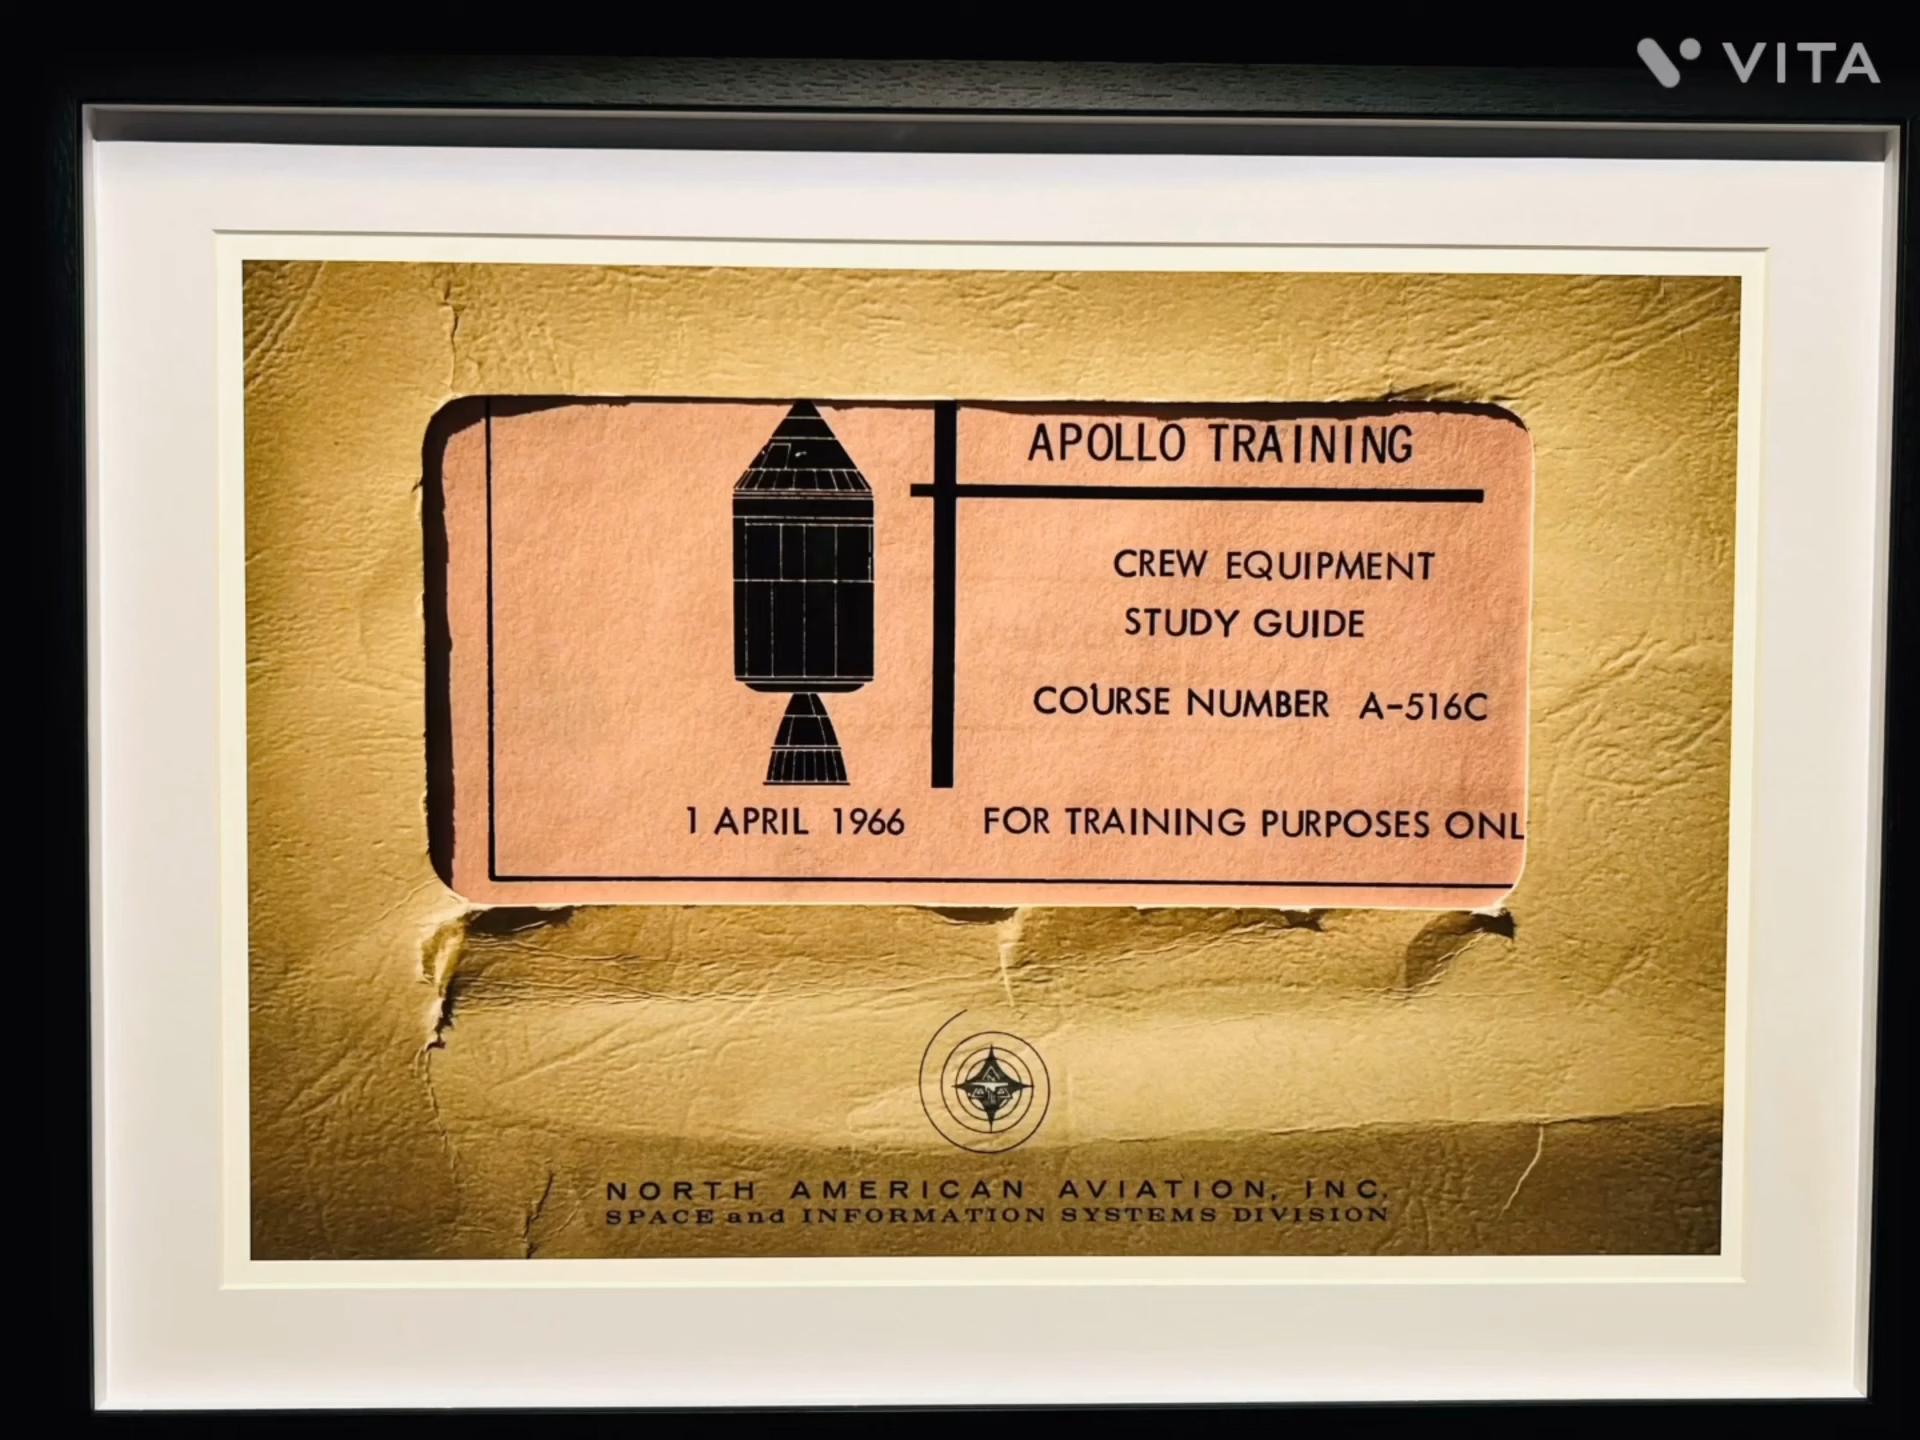 VITA
APOLLO TRAINING
CREW EQUIPMENT
STUDY GUIDE
COURSE NUMBER A-516C
1 APRIL 1966
FOR TRAINING PURPOSES ONL
NORTH AMERICAN AVIATION, INC.
SPACE and INFORMATION SYSTEMS DIVISION